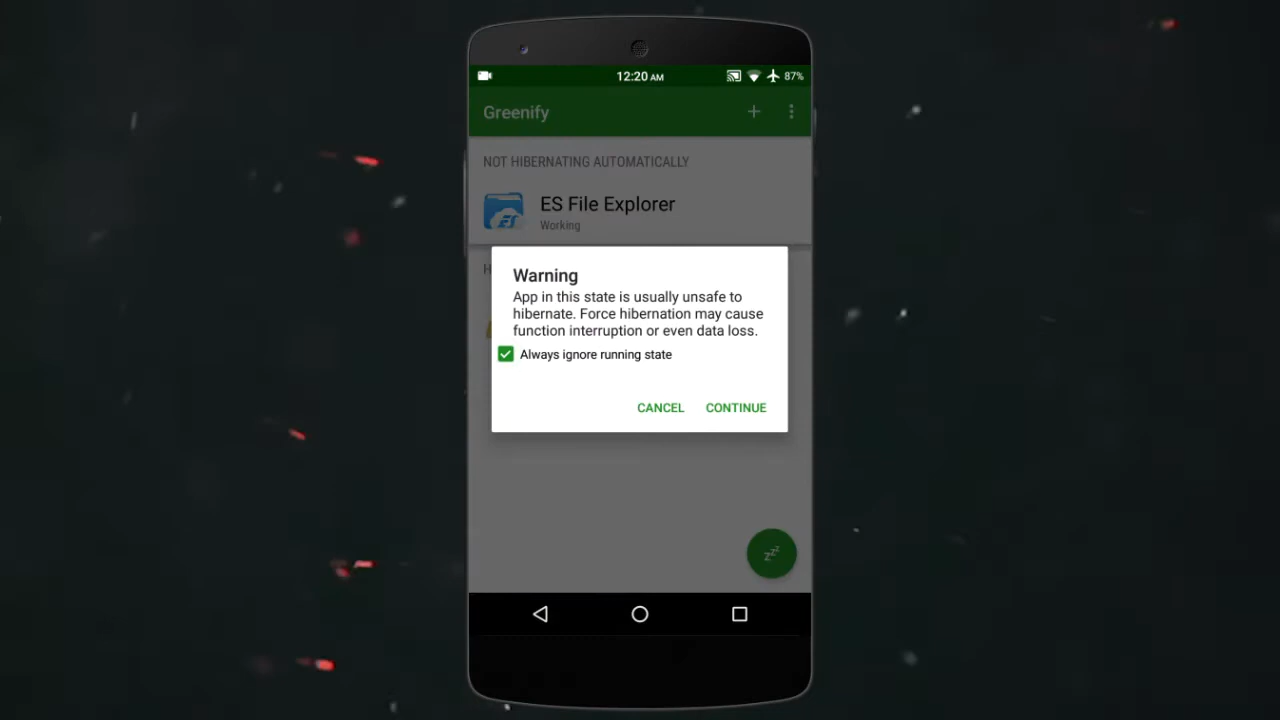 12:20 AM 87%
Greenify
NOT HIBERNATING AUTOMATICALLY
ES File Explorer
Working
H
Warning
App in this state is usually unsafe to
hibernate. Force hibernation may cause
function interruption or even data loss.
Always ignore running state
CANCEL CONTINUE
zzz